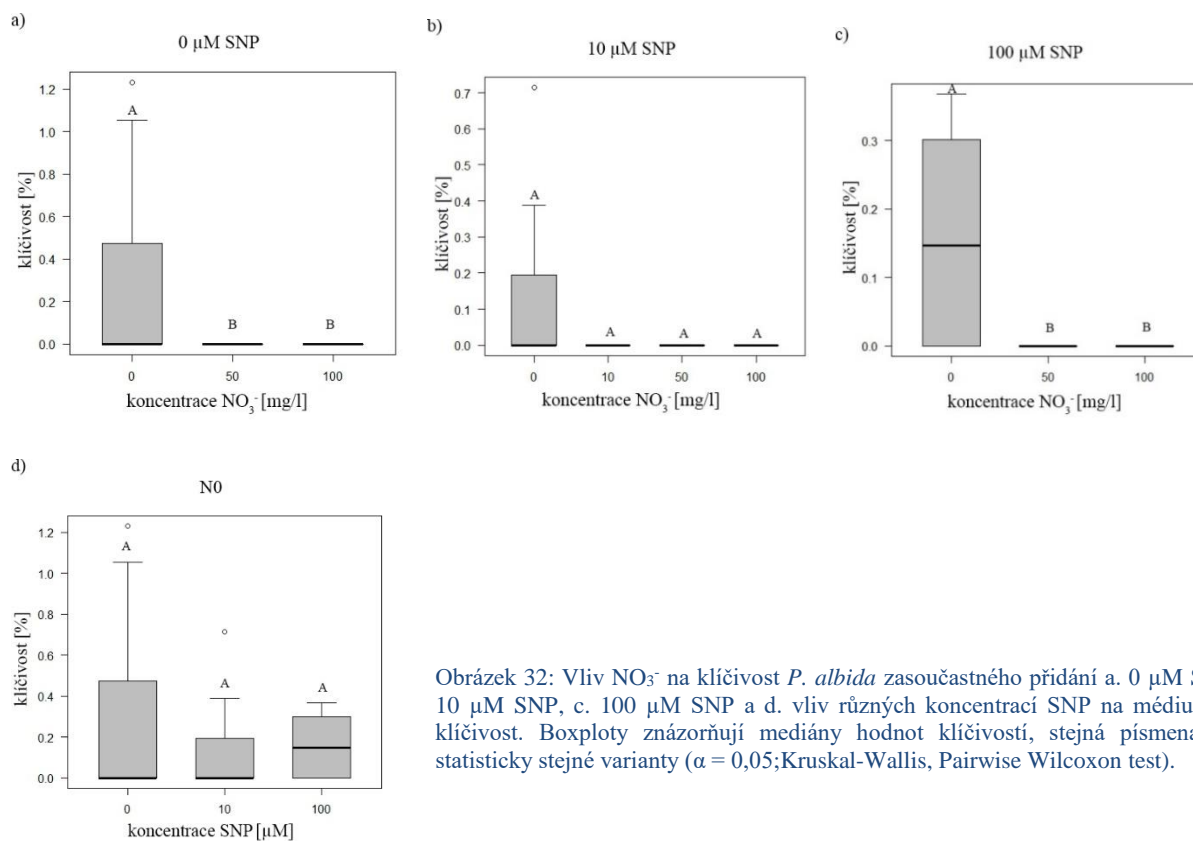 a)
0 µM SNP
klíčivost [%]
1.2
1.0
0.8
0.6
0.4
0.2
0.0
A
B
B
0
50
100
koncentrace NO₃⁻ [mg/l]
b)
10 µM SNP
klíčivost [%]
0.7
0.6
0.5
0.4
0.3
0.2
0.1
0.0
A
A
A
A
0
10
50
100
koncentrace NO₃⁻ [mg/l]
c)
100 µM SNP
klíčivost [%]
0.3
0.2
0.1
0.0
A
B
B
0
50
100
koncentrace NO₃⁻ [mg/l]
d)
N0
klíčivost [%]
1.2
1.0
0.8
0.6
0.4
0.2
0.0
A
A
A
0
10
100
koncentrace SNP [µM]
Obrázek 32: Vliv NO₃⁻ na klíčivost P. albida zasoučastného přidání a. 0 µM S
10 µM SNP, c. 100 µM SNP a d. vliv různých koncentrací SNP na médiu
klíčivost. Boxploty znázorňují mediány hodnot klíčivostí, stejná písmena
statisticky stejné varianty (α = 0,05;Kruskal-Wallis, Pairwise Wilcoxon test).